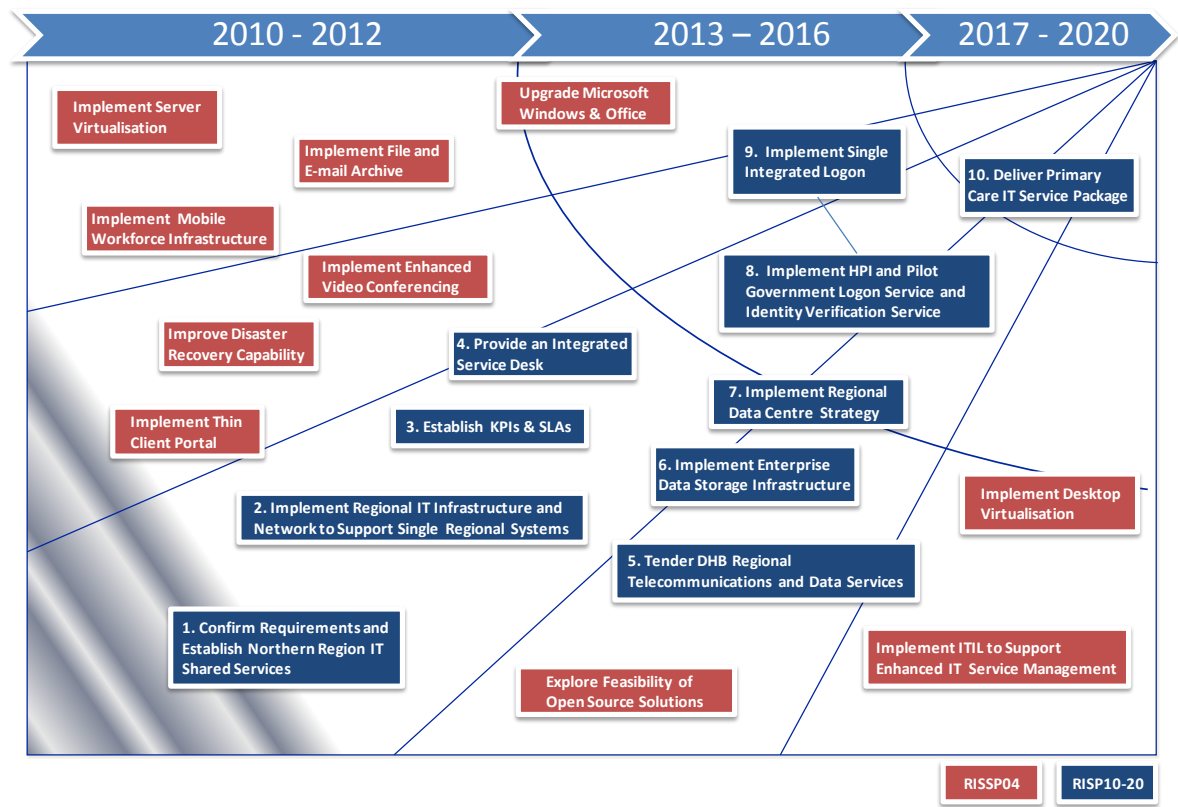 2010 - 2012
2013 – 2016
2017 - 2020
Implement Server
Virtualisation
Upgrade Microsoft
Windows & Office
Implement File and
E-mail Archive
9. Implement Single
Integrated Logon
10. Deliver Primary
Care IT Service Package
Implement Mobile
Workforce Infrastructure
Implement Enhanced
Video Conferencing
8. Implement HPI and Pilot
Government Logon Service and
Identity Verification Service
Improve Disaster
Recovery Capability
4. Provide an Integrated
Service Desk
7. Implement Regional
Data Centre Strategy
Implement Thin
Client Portal
3. Establish KPIs & SLAs
6. Implement Enterprise
Data Storage Infrastructure
Implement Desktop
Virtualisation
2. Implement Regional IT Infrastructure and
Network to Support Single Regional Systems
5. Tender DHB Regional
Telecommunications and Data Services
1. Confirm Requirements and
Establish Northern Region IT
Shared Services
Implement ITIL to Support
Enhanced IT Service Management
Explore Feasibility of
Open Source Solutions
RISSP04
RISP10-20